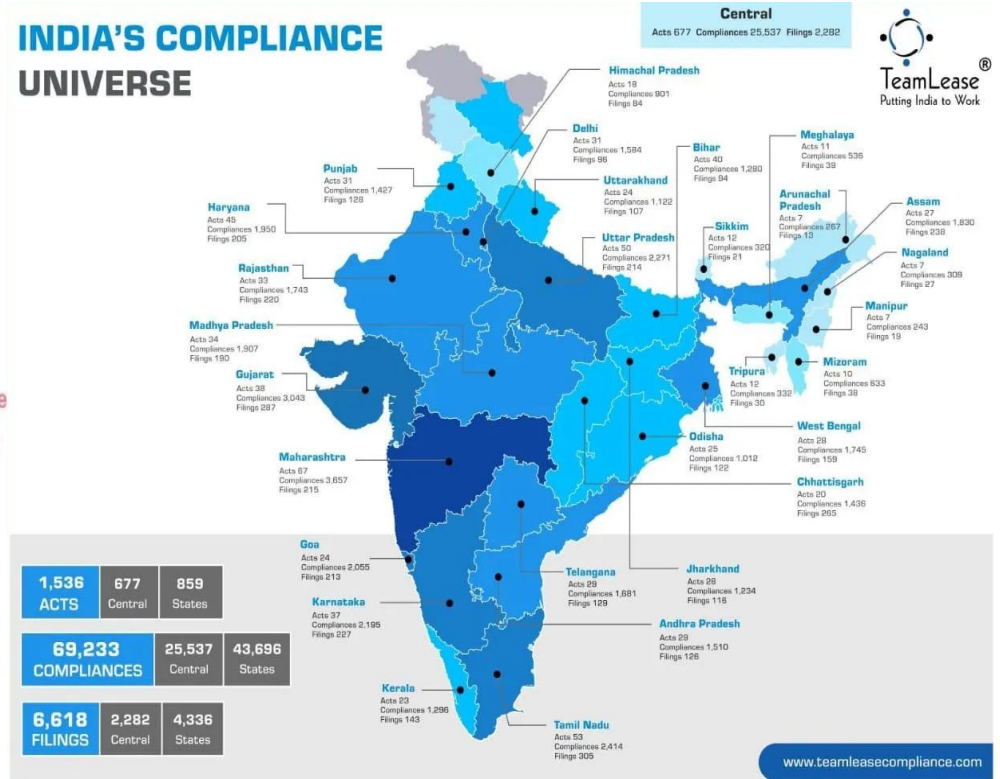 INDIA'S COMPLIANCE
UNIVERSE
Central
Acts 677 Compliances 25,537 Filings 2,282
TeamLease®
Putting India to Work
Himachal Pradesh
Acts 18
Compliances 901
Filings 84
Delhi
Acts 31
Compliances 1,584
Filings 96
Bihar
Acts 40
Compliances 1,280
Filings 94
Meghalaya
Acts 11
Compliances 536
Filings 39
Punjab
Acts 31
Compliances 1,427
Filings 128
Uttarakhand
Acts 24
Compliances 1,122
Filings 107
Arunachal
Pradesh
Acts 7
Compliances 267
Filings 13
Assam
Acts 27
Compliances 1,830
Filings 238
Haryana
Acts 45
Compliances 1,950
Filings 205
Sikkim
Acts 12
Compliances 320
Filings 21
Uttar Pradesh
Acts 50
Compliances 2,271
Filings 214
Nagaland
Acts 7
Compliances 309
Filings 27
Rajasthan
Acts 33
Compliances 1,743
Filings 220
Manipur
Acts 7
Compliances 243
Filings 19
Madhya Pradesh
Acts 34
Compliances 1,907
Filings 190
Gujarat
Acts 38
Compliances 3,043
Filings 287
Tripura
Acts 12
Compliances 332
Filings 30
Mizoram
Acts 10
Compliances 633
Filings 38
West Bengal
Acts 28
Compliances 1,745
Filings 159
Odisha
Acts 25
Compliances 1,012
Filings 122
Maharashtra
Acts 67
Compliances 3,657
Filings 215
Chhattisgarh
Acts 20
Compliances 1,436
Filings 265
Goa
Acts 24
Compliances 2,055
Filings 213
Telangana
Acts 29
Compliances 1,681
Filings 129
Jharkhand
Acts 28
Compliances 1,234
Filings 116
Karnataka
Acts 37
Compliances 2,195
Filings 227
Andhra Pradesh
Acts 29
Compliances 1,510
Filings 126
Kerala
Acts 23
Compliances 1,296
Filings 143
Tamil Nadu
Acts 53
Compliances 2,414
Filings 305
1,536 ACTS
677 Central
859 States
69,233 COMPLIANCES
25,537 Central
43,696 States
6,618 FILINGS
2,282 Central
4,336 States
www.teamleasecompliance.com